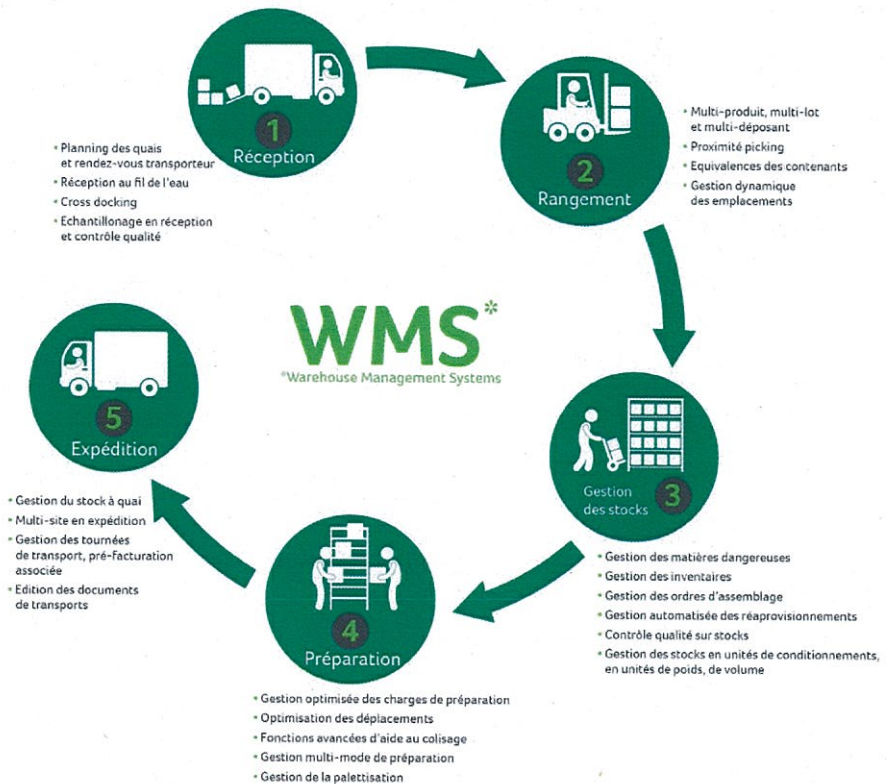 1
Réception
• Planning des quais
et rendez-vous transporteur
• Réception au fil de l'eau
• Cross docking
• Echantillonage en réception
et contrôle qualité
2
Rangement
• Multi-produit, multi-lot
et multi-déposant
• Proximité picking
• Equivalences des contenants
• Gestion dynamique
des emplacements
WMS*
*Warehouse Management Systems
3
Gestion
des stocks
• Gestion des matières dangereuses
• Gestion des inventaires
• Gestion des ordres d'assemblage
• Gestion automatisée des réaprovisionnements
• Contrôle qualité sur stocks
• Gestion des stocks en unités de conditionnements,
en unités de poids, de volume
4
Préparation
• Gestion optimisée des charges de préparation
• Optimisation des déplacements
• Fonctions avancées d'aide au colisage
• Gestion multi-mode de préparation
• Gestion de la palettisation
5
Expédition
• Gestion du stock à quai
• Multi-site en expédition
• Gestion des tournées
de transport, pré-facturation
associée
• Edition des documents
de transports